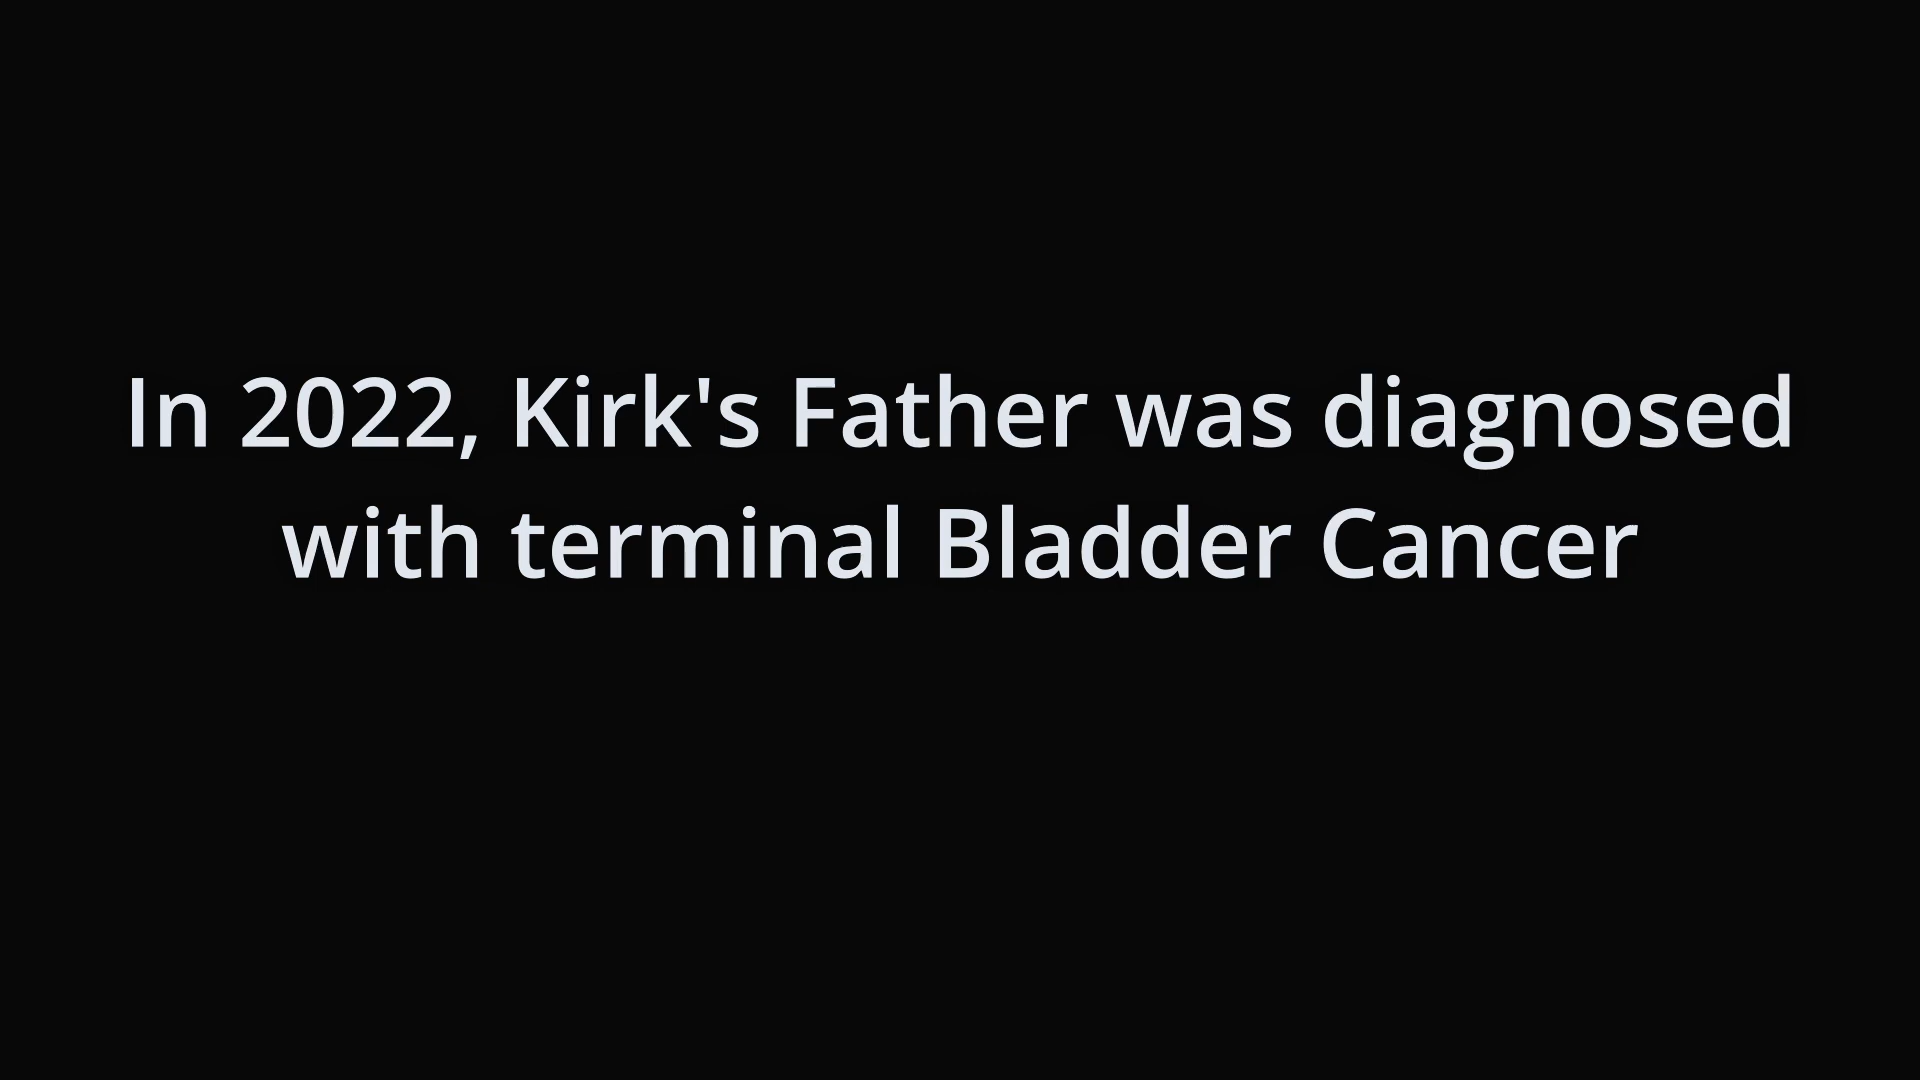 In 2022, Kirk's Father was diagnosed
with terminal Bladder Cancer